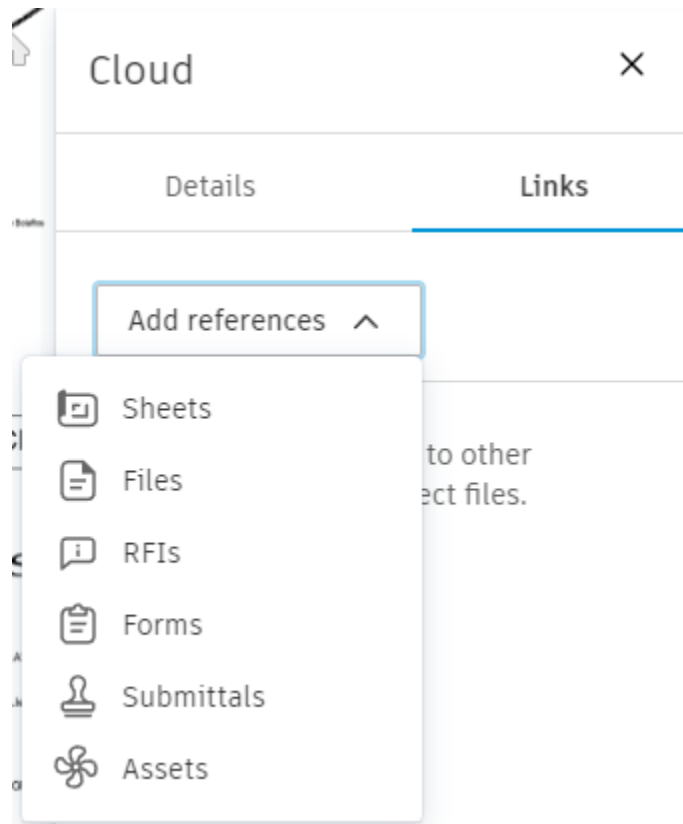 Cloud
Details
Links
Add references
Sheets
to other
Files
ect files.
RFIs
Forms
Submittals
Assets